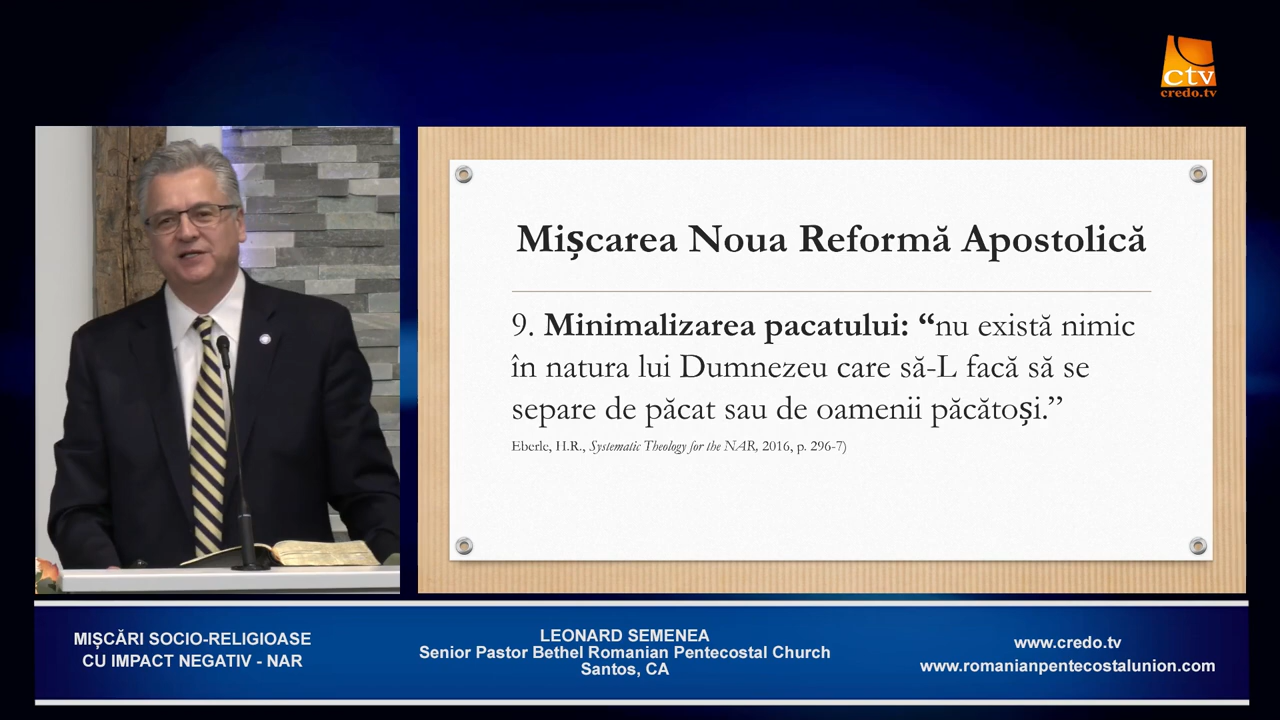 ctv
credo.tv
Mișcarea Noua Reformă Apostolică
9. Minimalizarea pacatului: “nu există nimic
în natura lui Dumnezeu care să-L facă să se
separe de păcat sau de oamenii păcătoși.”
Eberle, H.R., Systematic Theology for the NAR, 2016, p. 296-7)
MIȘCĂRI SOCIO-RELIGIOASE
CU IMPACT NEGATIV - NAR
LEONARD SEMENEA
Senior Pastor Bethel Romanian Pentecostal Church
Santos, CA
www.credo.tv
www.romanianpentecostalunion.com